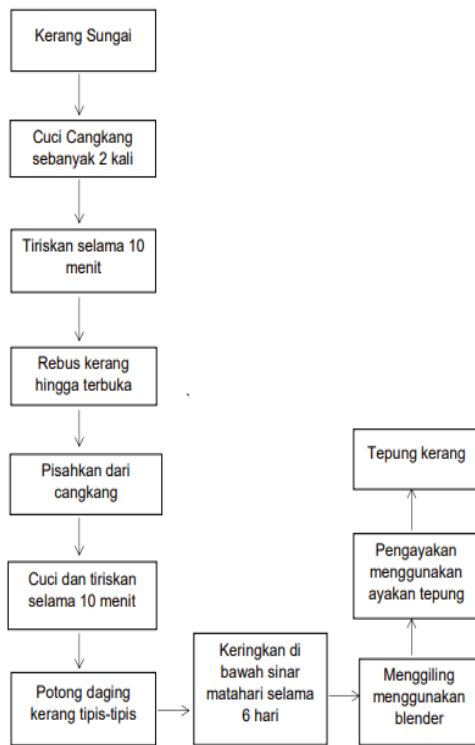 Kerang Sungai
Cuci Cangkang
sebanyak 2 kali
Tiriskan selama 10
menit
Rebus kerang
hingga terbuka
Pisahkan dari
cangkang
Cuci dan tiriskan
selama 10 menit
Potong daging
kerang tipis-tipis
Keringkan di
bawah sinar
matahari selama
6 hari
Menggiling
menggunakan
blender
Pengayakan
menggunakan
ayakan tepung
Tepung kerang